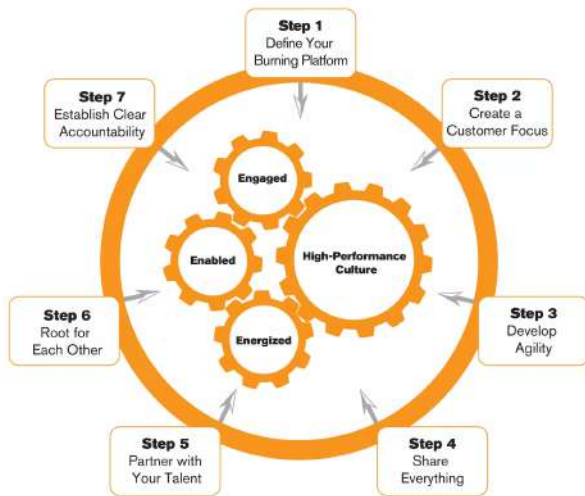 Step 1
Define Your
Burning Platform
Step 2
Create a
Customer Focus
Step 3
Develop
Agility
Step 4
Share
Everything
Step 5
Partner with
Your Talent
Step 6
Root for
Each Other
Step 7
Establish Clear
Accountability
Engaged
Enabled
Energized
High-Performance
Culture